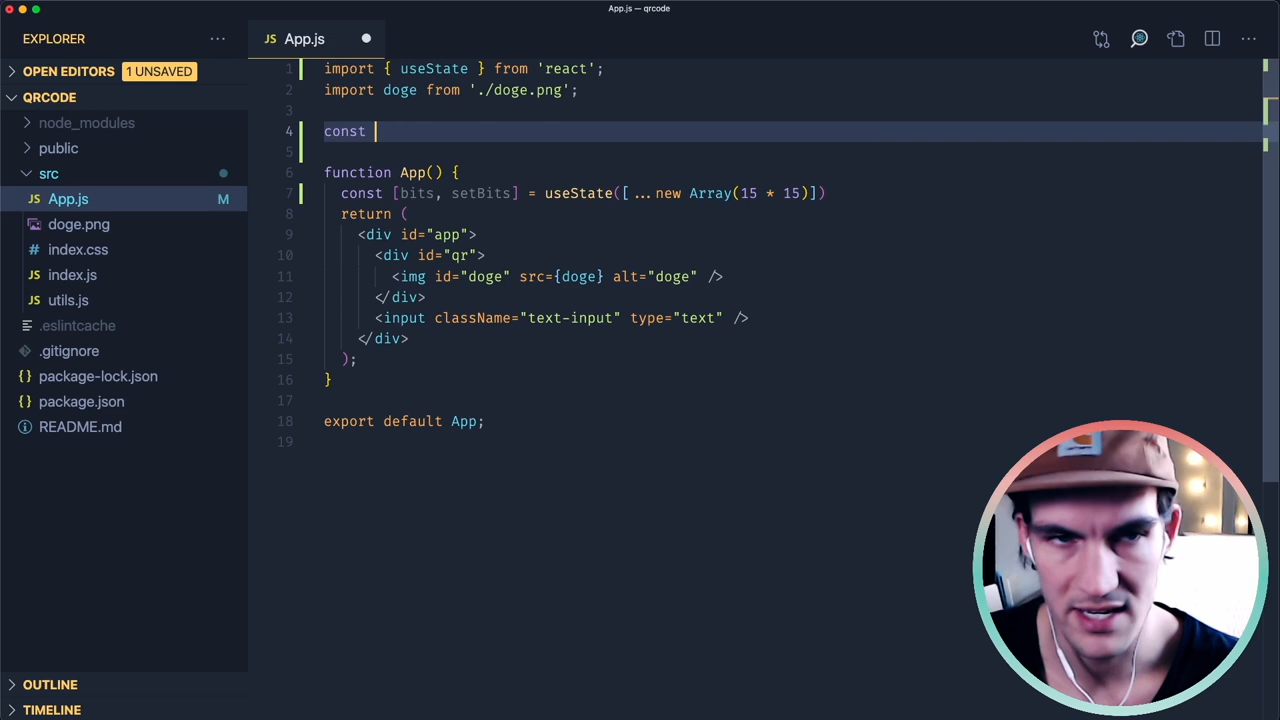 App.js — qrcode
EXPLORER
OPEN EDITORS 1 UNSAVED
QRCODE
node_modules
public
src
JS App.js M
doge.png
# index.css
JS index.js
JS utils.js
.eslintcache
.gitignore
{} package-lock.json
{} package.json
README.md
OUTLINE
TIMELINE
JS App.js
1 import { useState } from 'react';
2 import doge from './doge.png';
3
4 const
5
6 function App() {
7 const [bits, setBits] = useState([...new Array(15 * 15)])
8 return (
9 <div id="app">
10 <div id="qr">
11 <img id="doge" src={doge} alt="doge" />
12 </div>
13 <input className="text-input" type="text" />
14 </div>
15 );
16 }
17
18 export default App;
19